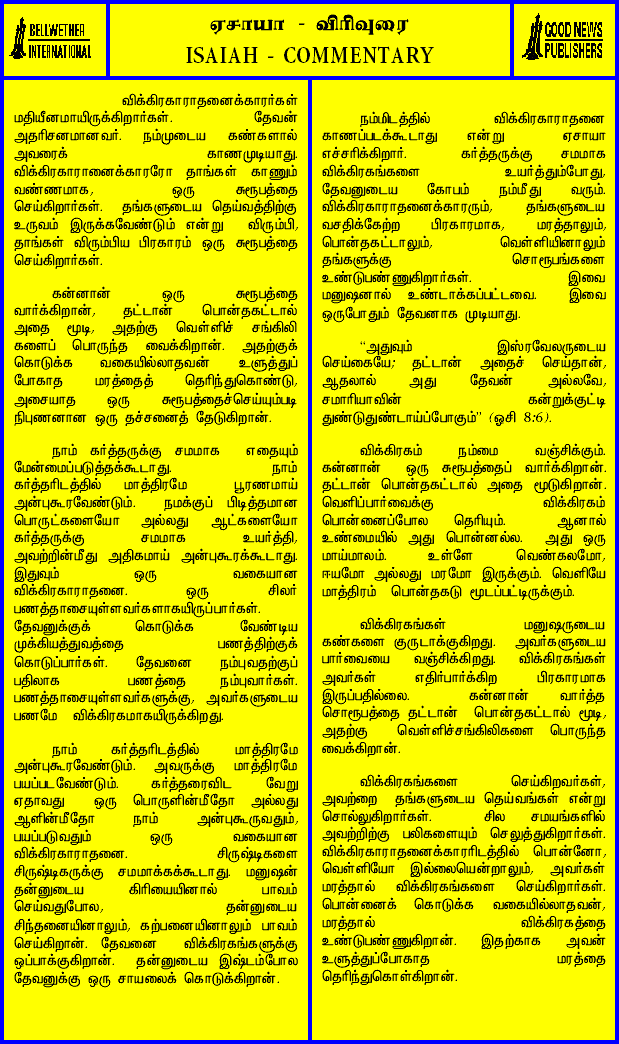 BELLWETHER
INTERNATIONAL
ஏசாயா - விரிவுரை
ISAIAH - COMMENTARY
GOOD NEWS
PUBLISHERS
விக்கிரகாராதனைக்காரர்கள்
மதியீனமாயிருக்கிறார்கள். தேவன்
அதரிசனமானவர். நம்முடைய கண்களால்
அவரைக் காணமுடியாது.
விக்கிரகாரானைக்காரரோ தாங்கள் காணும்
வண்ணமாக, ஒரு சுரூபத்தை
செய்கிறார்கள். தங்களுடைய தெய்வத்திற்கு
உருவம் இருக்கவேண்டும் என்று விரும்பி,
தாங்கள் விரும்பிய பிரகாரம் ஒரு சுரூபத்தை
செய்கிறார்கள்.
கன்னான் ஒரு சுரூபத்தை
வார்க்கிறான், தட்டான் பொன்தகட்டால்
அதை மூடி, அதற்கு வெள்ளிச் சங்கிலி
களைப் பொருந்த வைக்கிறான். அதற்குக்
கொடுக்க வகையில்லாதவன் உளுத்துப்
போகாத மரத்தைத் தெரிந்துகொண்டு,
அசையாத ஒரு சுரூபத்தைச்செய்யும்படி
நிபுணனான ஒரு தச்சனைத் தேடுகிறான்.
நாம் கர்த்தருக்கு சமமாக எதையும்
மேன்மைப்படுத்தக்கூடாது. நாம்
கர்த்தரிடத்தில் மாத்திரமே பூரணமாய்
அன்புகூரவேண்டும். நமக்குப் பிடித்தமான
பொருட்களையோ அல்லது ஆட்களையோ
கர்த்தருக்கு சமமாக உயர்த்தி,
அவற்றின்மீது அதிகமாய் அன்புகூரக்கூடாது.
இதுவும் ஒரு வகையான
விக்கிரகாராதனை. ஒரு சிலர்
பணத்தாசையுள்ளவர்களாகயிருப்பார்கள்.
தேவனுக்குக் கொடுக்க வேண்டிய
முக்கியத்துவத்தை பணத்திற்குக்
கொடுப்பார்கள். தேவனை நம்புவதற்குப்
பதிலாக பணத்தை நம்புவார்கள்.
பணத்தாசையுள்ளவர்களுக்கு, அவர்களுடைய
பணமே விக்கிரகமாகயிருக்கிறது.
நாம் கர்த்தரிடத்தில் மாத்திரமே
அன்புகூரவேண்டும். அவருக்கு மாத்திரமே
பயப்படவேண்டும். கர்த்தரைவிட வேறு
ஏதாவது ஒரு பொருளின்மீதோ அல்லது
ஆளின்மீதோ நாம் அன்புகூருவதும்,
பயப்படுவதும் ஒரு வகையான
விக்கிரகாராதனை. சிருஷ்டிகளை
சிருஷ்டிகருக்கு சமமாக்கக்கூடாது. மனுஷன்
தன்னுடைய கிரியையினால் பாவம்
செய்வதுபோல, தன்னுடைய
சிந்தனையினாலும், கற்பனையினாலும் பாவம்
செய்கிறான். தேவனை விக்கிரகங்களுக்கு
ஒப்பாக்குகிறான். தன்னுடைய இஷ்டம்போல
தேவனுக்கு ஒரு சாயலைக் கொடுக்கிறான்.
நம்மிடத்தில் விக்கிரகாராதனை
காணப்படக்கூடாது என்று ஏசாயா
எச்சரிக்கிறார். கர்த்தருக்கு சமமாக
விக்கிரகங்களை உயர்த்தும்போது,
தேவனுடைய கோபம் நம்மீது வரும்.
விக்கிரகாராதனைக்காரரும், தங்களுடைய
வசதிக்கேற்ற பிரகாரமாக, மரத்தாலும்,
பொன்தகட்டாலும், வெள்ளியினாலும்
தங்களுக்கு சொரூபங்களை
உண்டுபண்ணுகிறார்கள். இவை
மனுஷனால் உண்டாக்கப்பட்டவை. இவை
ஒருபோதும் தேவனாக முடியாது.
“அதுவும் இஸ்ரவேலருடைய
செய்கையே; தட்டான் அதைச் செய்தான்,
ஆதலால் அது தேவன் அல்லவே,
சமாரியாவின் கன்றுக்குட்டி
துண்டுதுண்டாய்ப்போகும்” (ஓசி 8:6).
விக்கிரகம் நம்மை வஞ்சிக்கும்.
கன்னான் ஒரு சுரூபத்தைப் வார்க்கிறான்.
தட்டான் பொன்தகட்டால் அதை மூடுகிறான்.
வெளிப்பார்வைக்கு விக்கிரகம்
பொன்னைப்போல தெரியும். ஆனால்
உண்மையில் அது பொன்னல்ல. அது ஒரு
மாய்மாலம். உள்ளே வெண்கலமோ,
ஈயமோ அல்லது மரமோ இருக்கும். வெளியே
மாத்திரம் பொன்தகடு மூடப்பட்டிருக்கும்.
விக்கிரகங்கள் மனுஷருடைய
கண்களை குருடாக்குகிறது. அவர்களுடைய
பார்வையை வஞ்சிக்கிறது. விக்கிரகங்கள்
அவர்கள் எதிர்பார்க்கிற பிரகாரமாக
இருப்பதில்லை. கன்னான் வார்த்த
சொரூபத்தை தட்டான் பொன்தகட்டால் மூடி,
அதற்கு வெள்ளிச்சங்கிலிகளை பொருந்த
வைக்கிறான்.
விக்கிரகங்களை செய்கிறவர்கள்,
அவற்றை தங்களுடைய தெய்வங்கள் என்று
சொல்லுகிறார்கள். சில சமயங்களில்
அவற்றிற்கு பலிகளையும் செலுத்துகிறார்கள்.
விக்கிரகாராதனைக்காரரிடத்தில் பொன்னோ,
வெள்ளியோ இல்லையென்றாலும், அவர்கள்
மரத்தால் விக்கிரகங்களை செய்கிறார்கள்.
பொன்னைக் கொடுக்க வகையில்லாதவன்,
மரத்தால் விக்கிரகத்தை
உண்டுபண்ணுகிறான். இதற்காக அவன்
உளுத்துப்போகாத மரத்தை
தெரிந்துகொள்கிறான்.